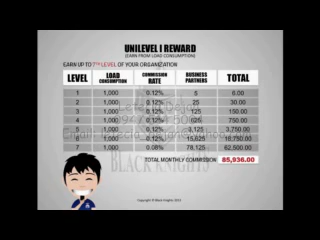 UNILEVEL I REWARD
(EARN FROM LOAD CONSUMPTION)
EARN UP TO 7TH LEVEL OF YOUR ORGANIZATION
LEVEL LOAD CONSUMPTION COMMISSION RATE BUSINESS PARTNERS TOTAL
1 1,000 0.12% 5 6.00
2 1,000 0.12% 25 30.00
3 1,000 0.12% 125 150
4 1,000 0.12% 625 750.00
5 1,000 0.12% 3,125 3,750.00
6 1,000 0.12% 15,625 18,750.00
7 1,000 0.08% 78,125 62,500.00
BLACK KNIGHTS
TOTAL MONTHLY COMMISSION 85,936.00